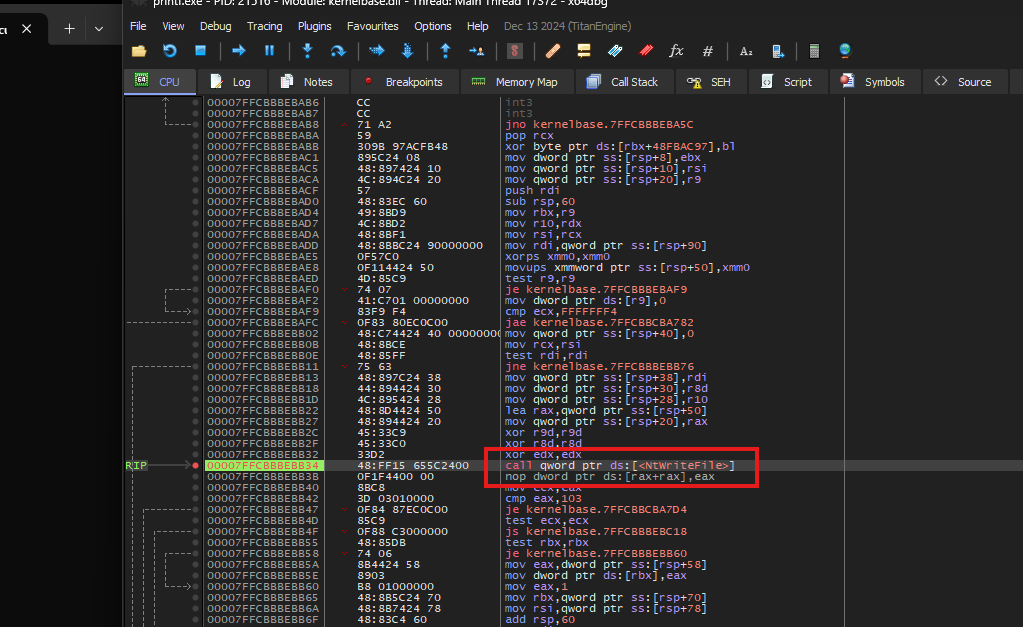 printf.exe - PID: 21516 - Module: kernelbase.dll - Thread: Main Thread 17372 - x64dbg
File View Debug Tracing Plugins Favourites Options Help Dec 13 2024 (TitanEngine)
CPU Log Notes Breakpoints Memory Map Call Stack SEH Script Symbols Source
00007FFCBBBEBAB6 CC int3
00007FFCBBBEBAB7 CC int3
00007FFCBBBEBAB8 71 A2 jno kernelbase.7FFCBBBEBA5C
00007FFCBBBEBABA 59 pop rcx
00007FFCBBBEBABB 309B 97ACFB48 xor byte ptr ds:[rbx+48FBAC97],bl
00007FFCBBBEBAC1 895C24 08 mov dword ptr ss:[rsp+8],ebx
00007FFCBBBEBAC5 48:897424 10 mov qword ptr ss:[rsp+10],rsi
00007FFCBBBEBACA 4C:894C24 20 mov qword ptr ss:[rsp+20],r9
00007FFCBBBEBACF 57 push rdi
00007FFCBBBEBAD0 48:83EC 60 sub rsp,60
00007FFCBBBEBAD4 49:8BD9 mov rbx,r9
00007FFCBBBEBAD7 4C:8BD2 mov r10,rdx
00007FFCBBBEBADA 48:8BF1 mov rsi,rcx
00007FFCBBBEBADD 48:8BBC24 90000000 mov rdi,qword ptr ss:[rsp+90]
00007FFCBBBEBAE5 0F57C0 xorps xmm0,xmm0
00007FFCBBBEBAE8 0F114424 50 movups xmmword ptr ss:[rsp+50],xmm0
00007FFCBBBEBAED 4D:85C9 test r9,r9
00007FFCBBBEBAF0 74 07 je kernelbase.7FFCBBBEBAF9
00007FFCBBBEBAF2 41:C701 00000000 mov dword ptr ds:[r9],0
00007FFCBBBEBAF9 83F9 F4 cmp ecx,FFFFFFF4
00007FFCBBBEBAFC 0F83 80EC0C00 jae kernelbase.7FFCBBCBA782
00007FFCBBBEBB02 48:C74424 40 0000000 mov qword ptr ss:[rsp+40],0
00007FFCBBBEBB0B 48:8BCE mov rcx,rsi
00007FFCBBBEBB0E 48:85FF test rdi,rdi
00007FFCBBBEBB11 75 63 jne kernelbase.7FFCBBBEBB76
00007FFCBBBEBB13 48:897C24 38 mov qword ptr ss:[rsp+38],rdi
00007FFCBBBEBB18 44:894424 30 mov dword ptr ss:[rsp+30],r8d
00007FFCBBBEBB1D 4C:895424 28 mov qword ptr ss:[rsp+28],r10
00007FFCBBBEBB22 48:8D4424 50 lea rax,qword ptr ss:[rsp+50]
00007FFCBBBEBB27 48:894424 20 mov qword ptr ss:[rsp+20],rax
00007FFCBBBEBB2C 45:33C9 xor r9d,r9d
00007FFCBBBEBB2F 45:33C0 xor r8d,r8d
00007FFCBBBEBB32 33D2 xor edx,edx
RIP 00007FFCBBBEBB34 48:FF15 655C2400 call qword ptr ds:[<NtWriteFile>]
00007FFCBBBEBB3B 0F1F4400 00 nop dword ptr ds:[rax+rax],eax
00007FFCBBBEBB40 8BC8 mov ecx,eax
00007FFCBBBEBB42 3D 03010000 cmp eax,103
00007FFCBBBEBB47 0F84 87EC0C00 je kernelbase.7FFCBBCBA7D4
00007FFCBBBEBB4D 85C9 test ecx,ecx
00007FFCBBBEBB4F 0F88 C3000000 js kernelbase.7FFCBBBEBC18
00007FFCBBBEBB55 48:85DB test rbx,rbx
00007FFCBBBEBB58 74 06 je kernelbase.7FFCBBBEBB60
00007FFCBBBEBB5A 8B4424 58 mov eax,dword ptr ss:[rsp+58]
00007FFCBBBEBB5E 8903 mov dword ptr ds:[rbx],eax
00007FFCBBBEBB60 B8 01000000 mov eax,1
00007FFCBBBEBB65 48:8B5C24 70 mov rbx,qword ptr ss:[rsp+70]
00007FFCBBBEBB6A 48:8B7424 78 mov rsi,qword ptr ss:[rsp+78]
00007FFCBBBEBB6F 48:83C4 60 add rsp,60